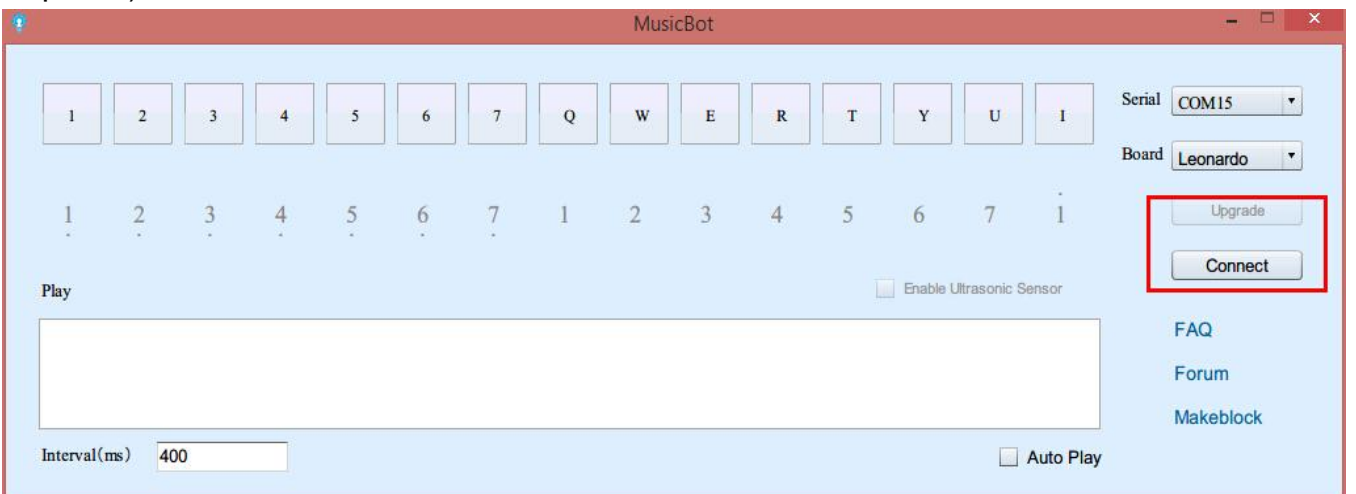 MusicBot
1 2 3 4 5 6 7 Q W E R T Y U I
Serial COM15
Board Leonardo
1 2 3 4 5 6 7 1 2 3 4 5 6 7 1
Upgrade
Connect
Play
Enable Ultrasonic Sensor
FAQ
Forum
Makeblock
Interval(ms) 400
Auto Play